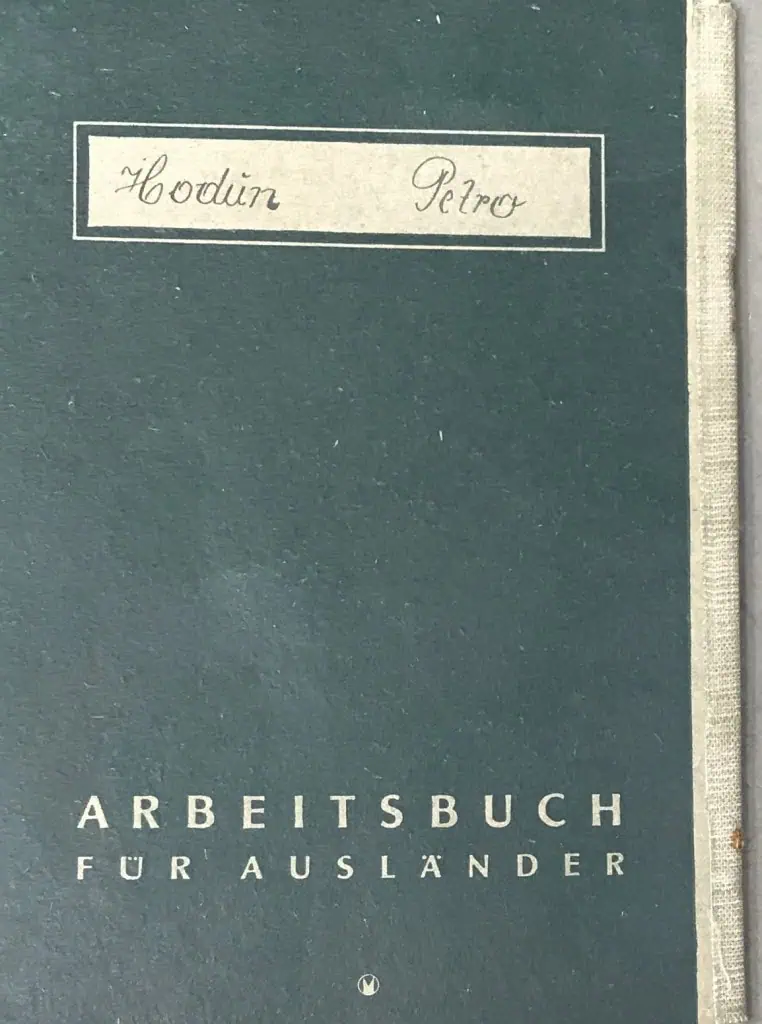 Hodun Petro
ARBEITSBUCH
FÜR AUSLÄNDER